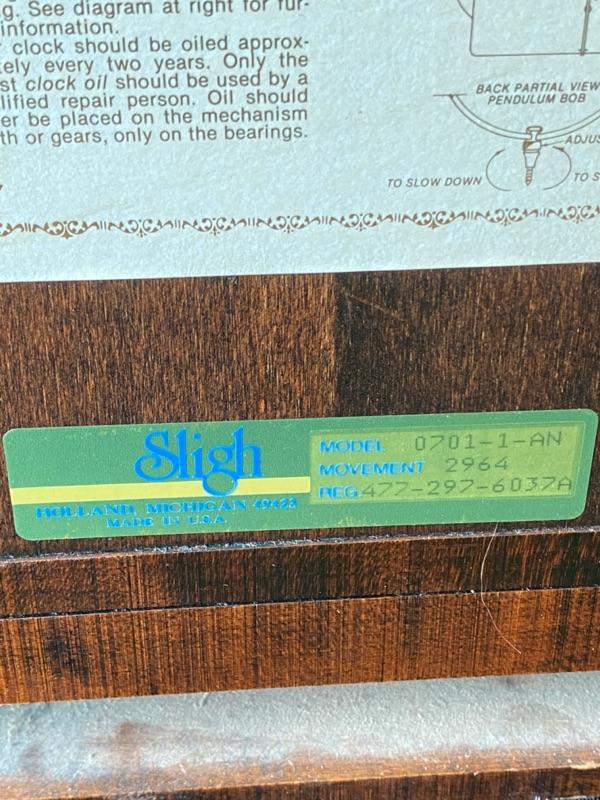 g. See diagram at right for fur-
information.
clock should be oiled approx-
ely every two years. Only the
st clock oil should be used by a
lified repair person. Oil should
er be placed on the mechanism
th or gears, only on the bearings.
BACK PARTIAL VIEW
PENDULUM BOB
ADJUS
TO SLOW DOWN
TO S
Sligh
HOLLAND, MICHIGAN 49423
MADE IN U.S.A.
MODEL 0701-1-AN
MOVEMENT 2964
REG 477-297-6037A